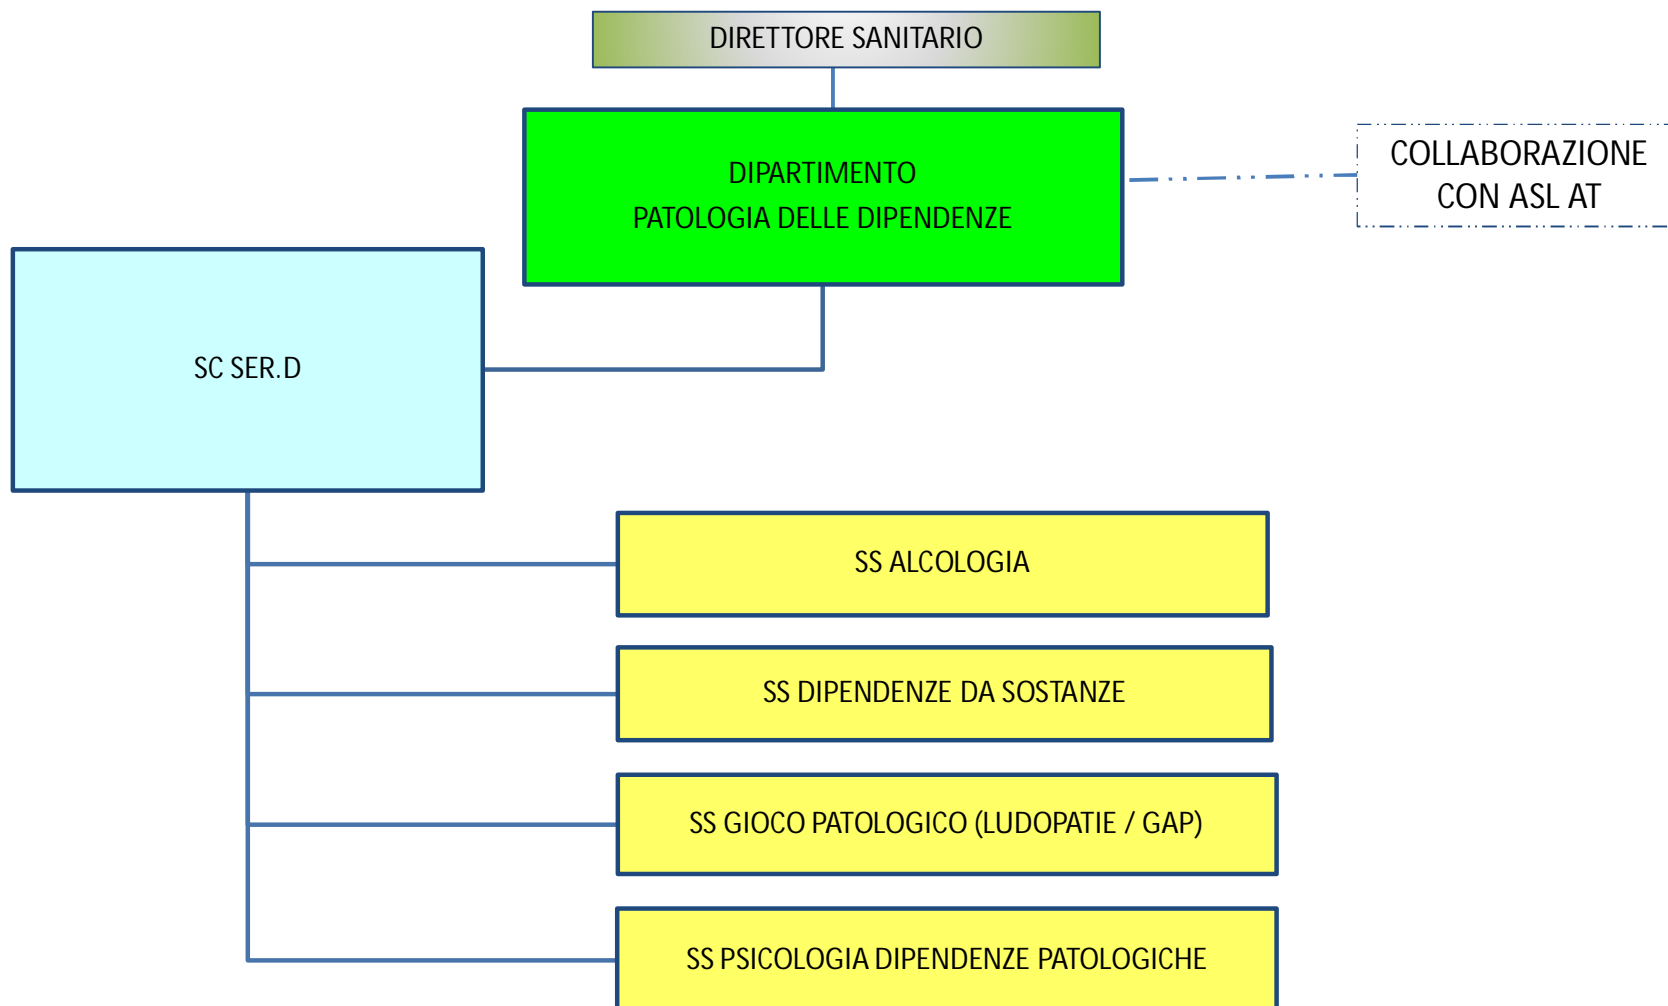 DIRETTORE SANITARIO
DIPARTIMENTO
PATOLOGIA DELLE DIPENDENZE
COLLABORAZIONE
CON ASL AT
SC SER.D
SS ALCOLOGIA
SS DIPENDENZE DA SOSTANZE
SS GIOCO PATOLOGICO (LUDOPATIE / GAP)
SS PSICOLOGIA DIPENDENZE PATOLOGICHE